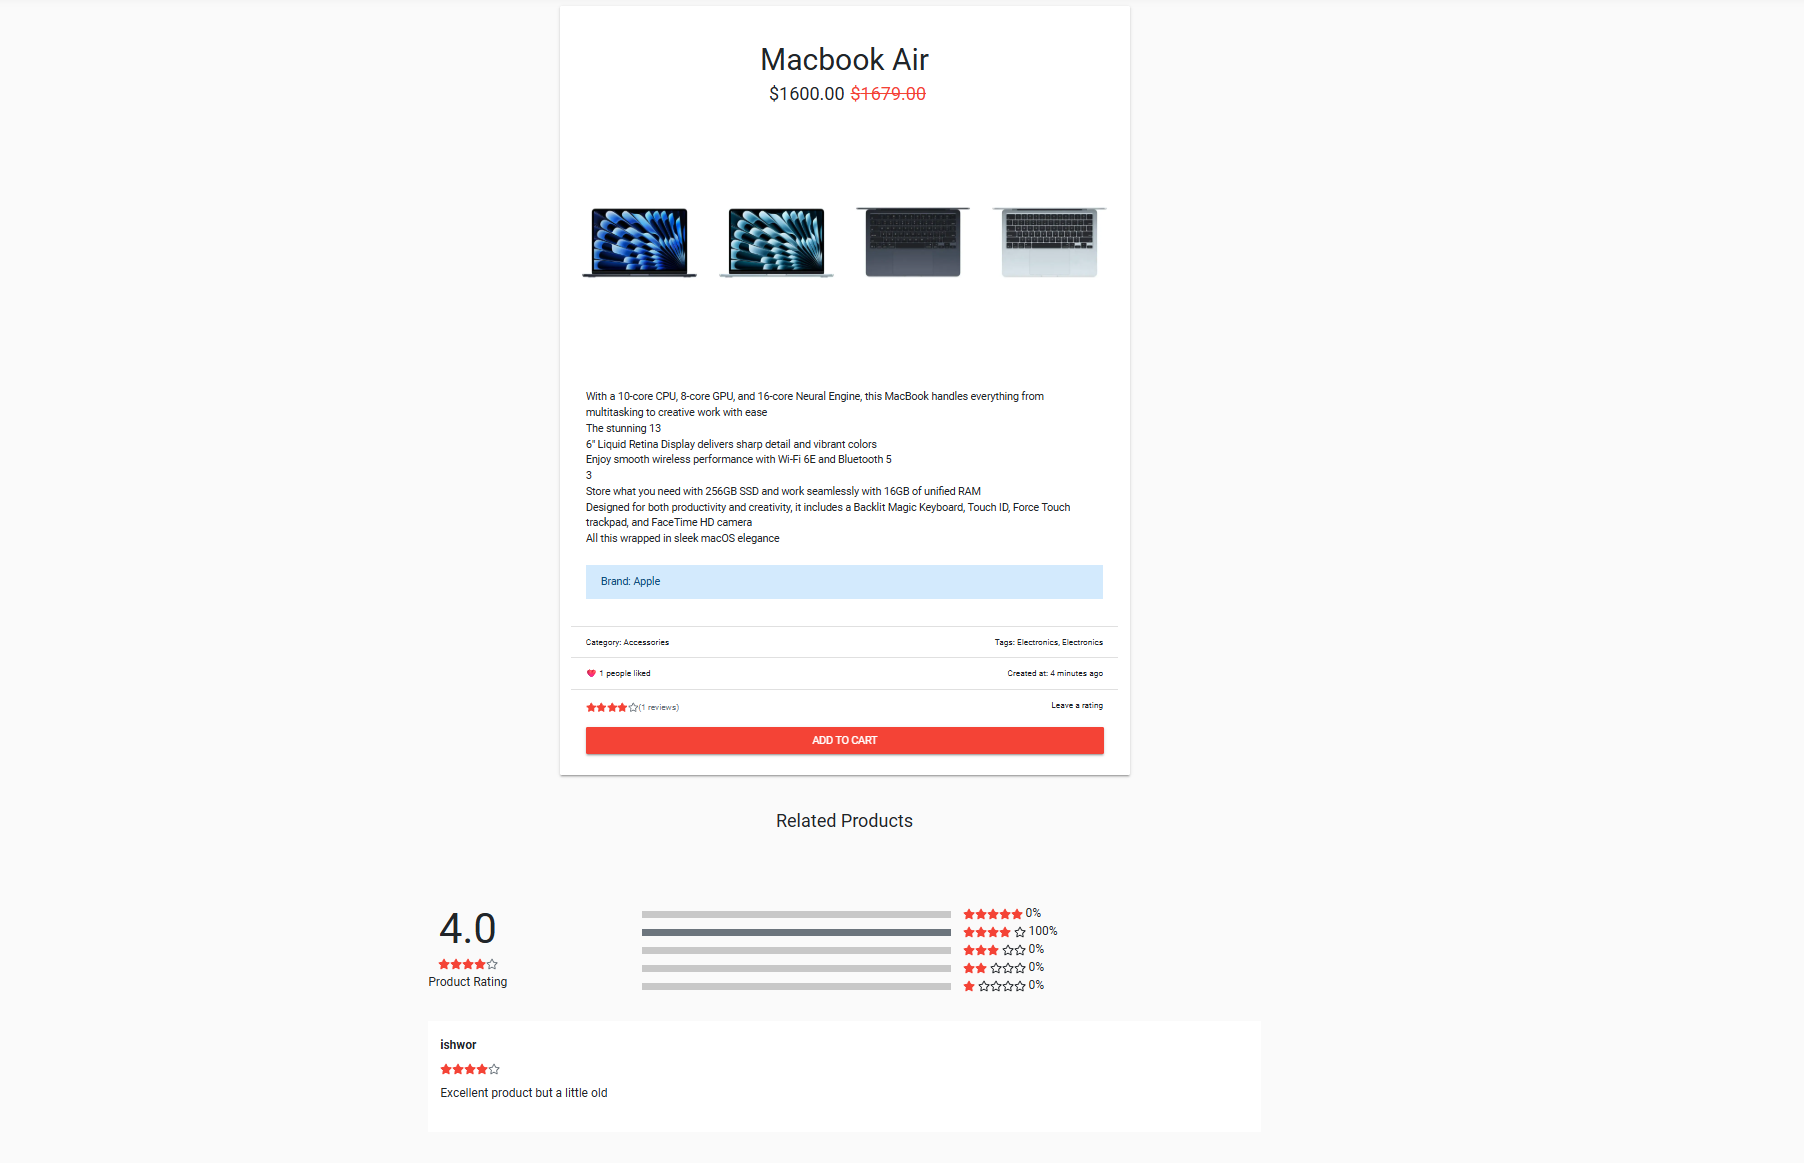 Macbook Air
$1600.00 $1679.00
With a 10-core CPU, 8-core GPU, and 16-core Neural Engine, this MacBook handles everything from
multitasking to creative work with ease
The stunning 13
6" Liquid Retina Display delivers sharp detail and vibrant colors
Enjoy smooth wireless performance with Wi-Fi 6E and Bluetooth 5
3
Store what you need with 256GB SSD and work seamlessly with 16GB of unified RAM
Designed for both productivity and creativity, it includes a Backlit Magic Keyboard, Touch ID, Force Touch
trackpad, and FaceTime HD camera
All this wrapped in sleek macOS elegance
Brand: Apple
Category: Accessories Tags: Electronics, Electronics
1 people liked Created at: 4 minutes ago
(1 reviews) Leave a rating
ADD TO CART
Related Products
4.0
Product Rating
0%
100%
0%
0%
0%
ishwor
Excellent product but a little old